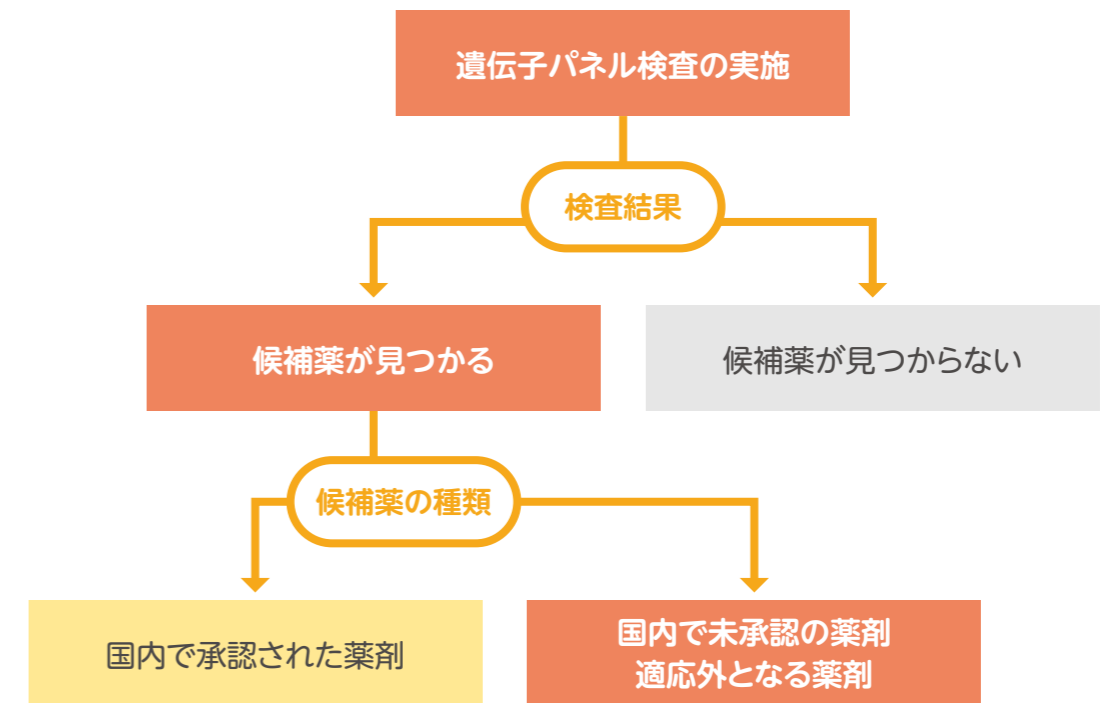 遺伝子パネル検査の実施
検査結果
候補薬が見つかる
候補薬が見つからない
候補薬の種類
国内で承認された薬剤
国内で未承認の薬剤
適応外となる薬剤